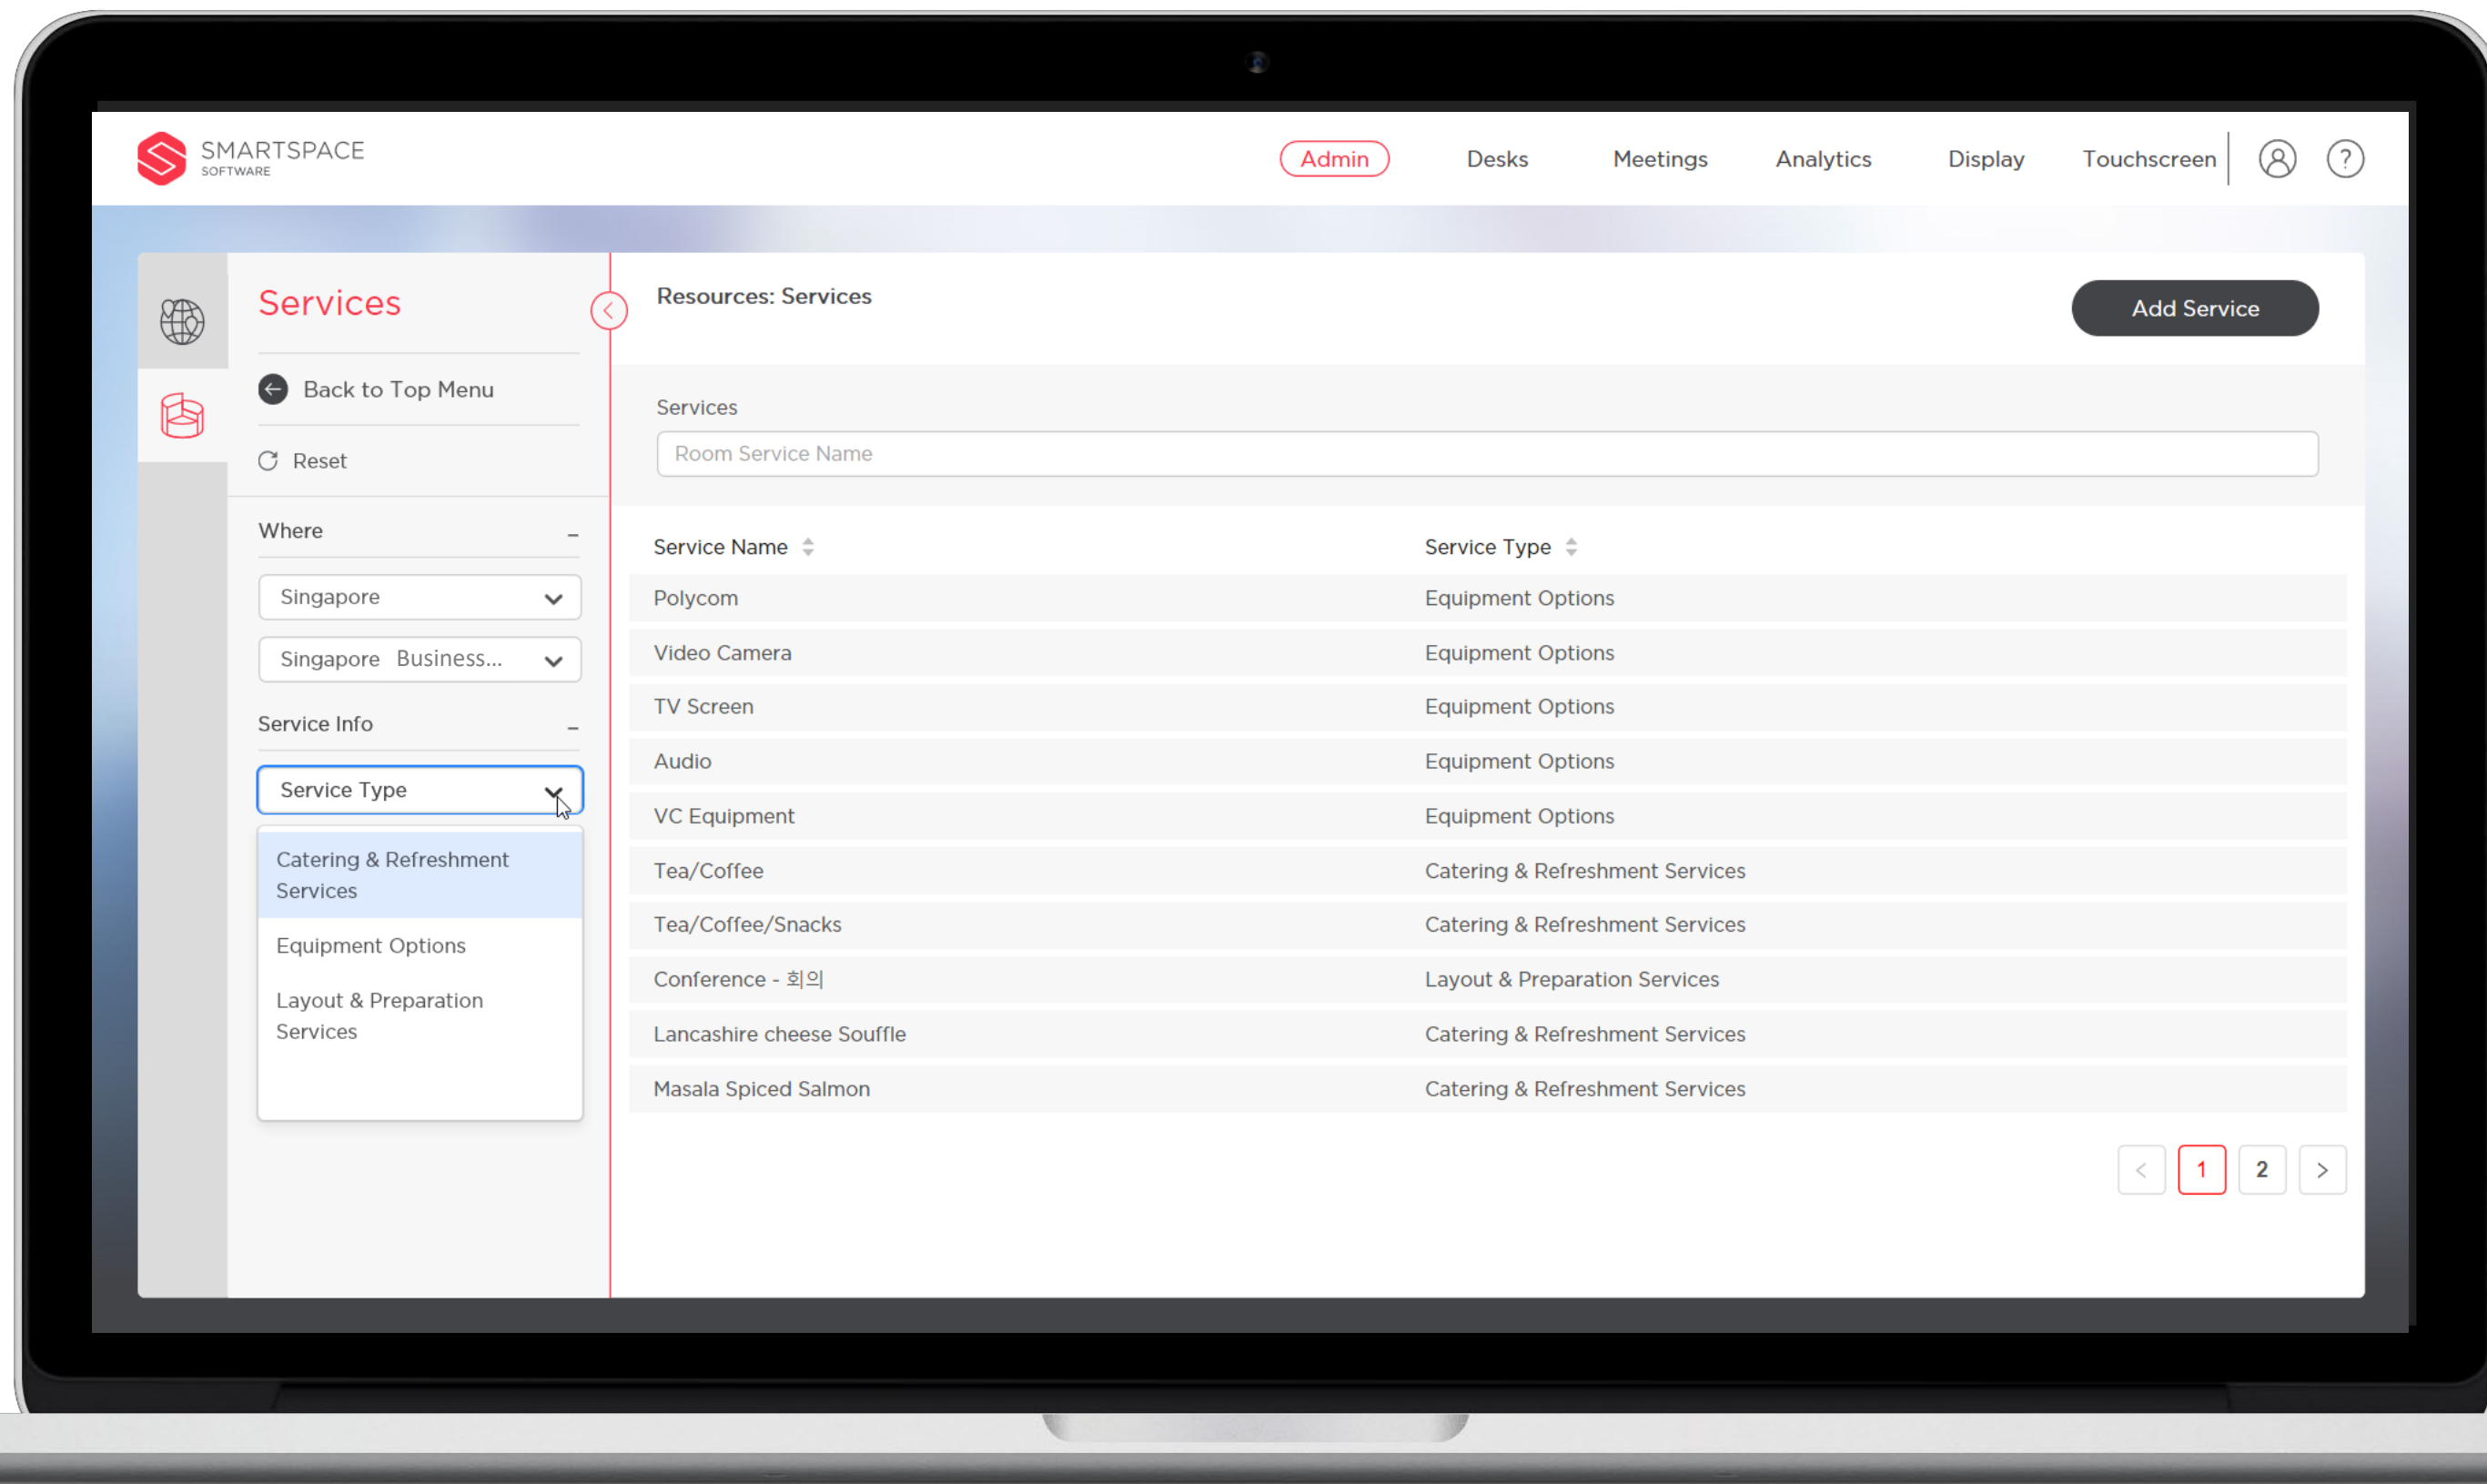 SMARTSPACE
SOFTWARE
Admin
Desks
Meetings
Analytics
Display
Touchscreen
?
Services
Back to Top Menu
Reset
Where
Singapore
Singapore Business...
Service Info
Service Type
Catering & Refreshment
Services
Equipment Options
Layout & Preparation
Services
Resources: Services
Add Service
Services
Room Service Name
Service Name Service Type
Polycom Equipment Options
Video Camera Equipment Options
TV Screen Equipment Options
Audio Equipment Options
VC Equipment Equipment Options
Tea/Coffee Catering & Refreshment Services
Tea/Coffee/Snacks Catering & Refreshment Services
Conference - 회의 Layout & Preparation Services
Lancashire cheese Souffle Catering & Refreshment Services
Masala Spiced Salmon Catering & Refreshment Services
< 1 2 >